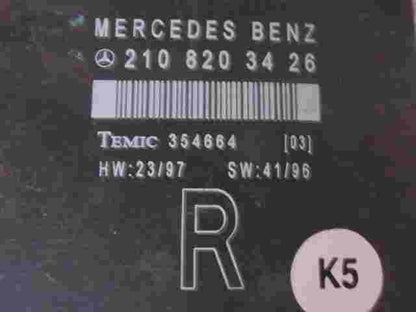 MERCEDES BENZ
210 820 34 26
TEMIC 354664 [03]
HW:23/97 SW:41/96
R
K5